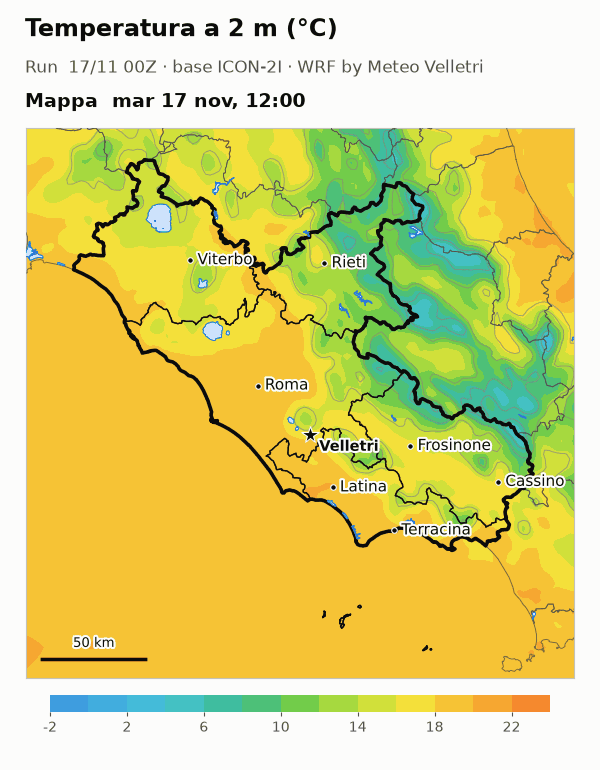 Temperatura a 2 m (°C)
Run  17/11 00Z · base ICON-2I · WRF by Meteo Velletri
Mappa  mar 17 nov, 12:00
Viterbo
Rieti
Roma
Velletri
Frosinone
Cassino
Latina
Terracina
50 km
-2 2 6 10 14 18 22